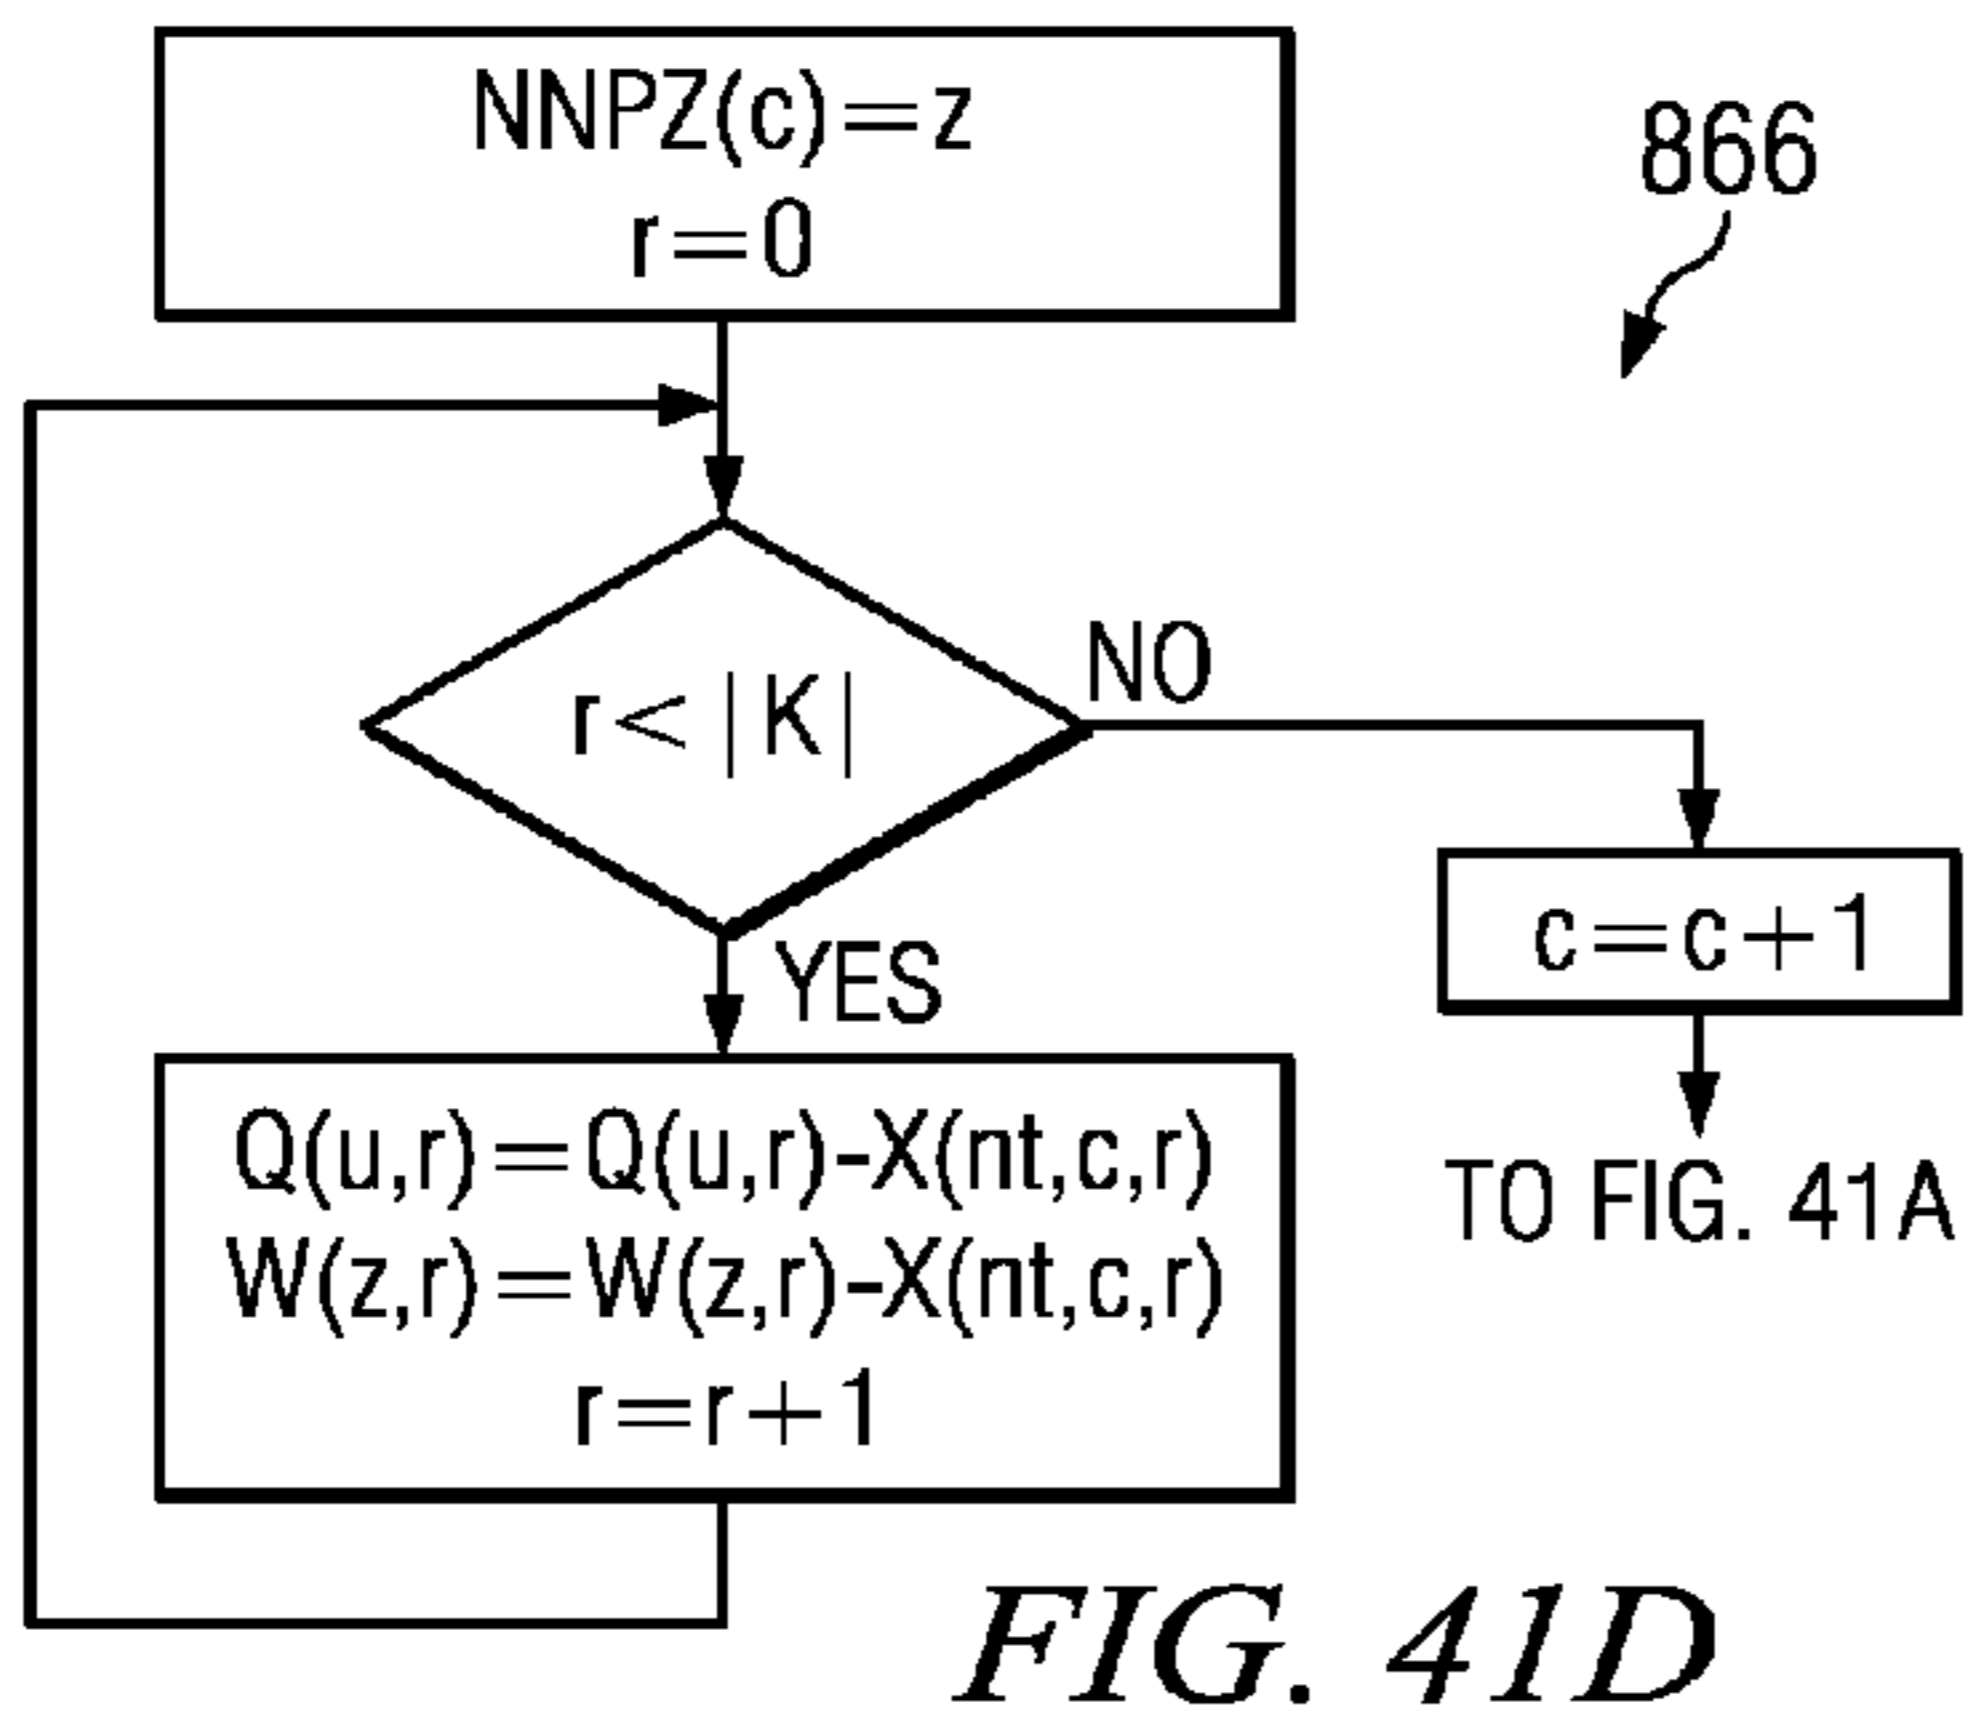 NNPZ(c)=z
r=0
866
r<|K|
NO
YES
c=c+1
Q(u,r)=Q(u,r)-X(nt,c,r)
W(z,r)=W(z,r)-X(nt,c,r)
r=r+1
TO FIG. 41A
FIG. 41D